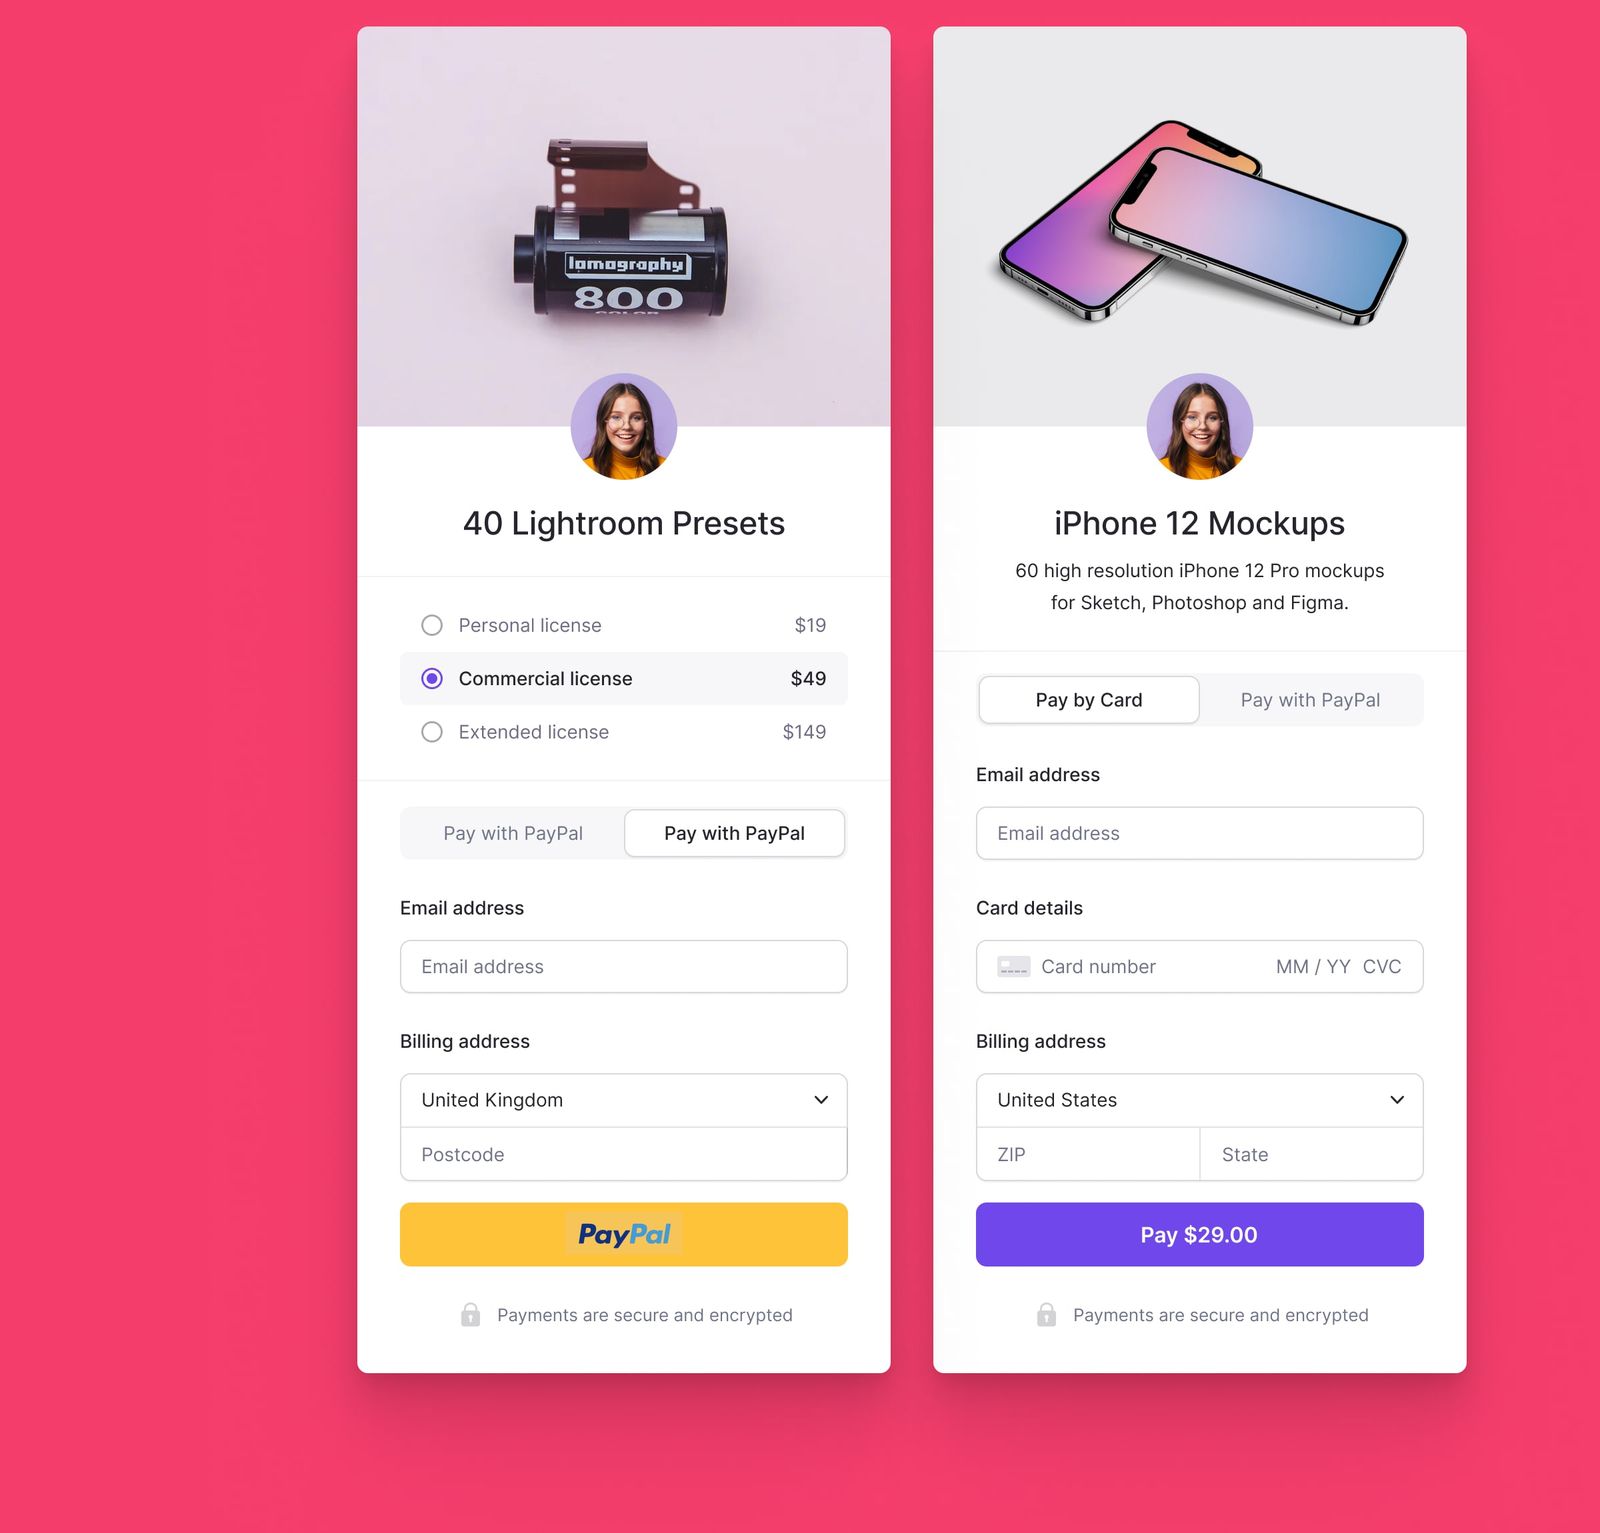 lomography
800
COLOR
40 Lightroom Presets
Personal license $19
Commercial license $49
Extended license $149
Pay with PayPal Pay with PayPal
Email address
Email address
Billing address
United Kingdom
Postcode
PayPal
Payments are secure and encrypted
iPhone 12 Mockups
60 high resolution iPhone 12 Pro mockups
for Sketch, Photoshop and Figma.
Pay by Card Pay with PayPal
Email address
Email address
Card details
Card number MM / YY CVC
Billing address
United States
ZIP State
Pay $29.00
Payments are secure and encrypted